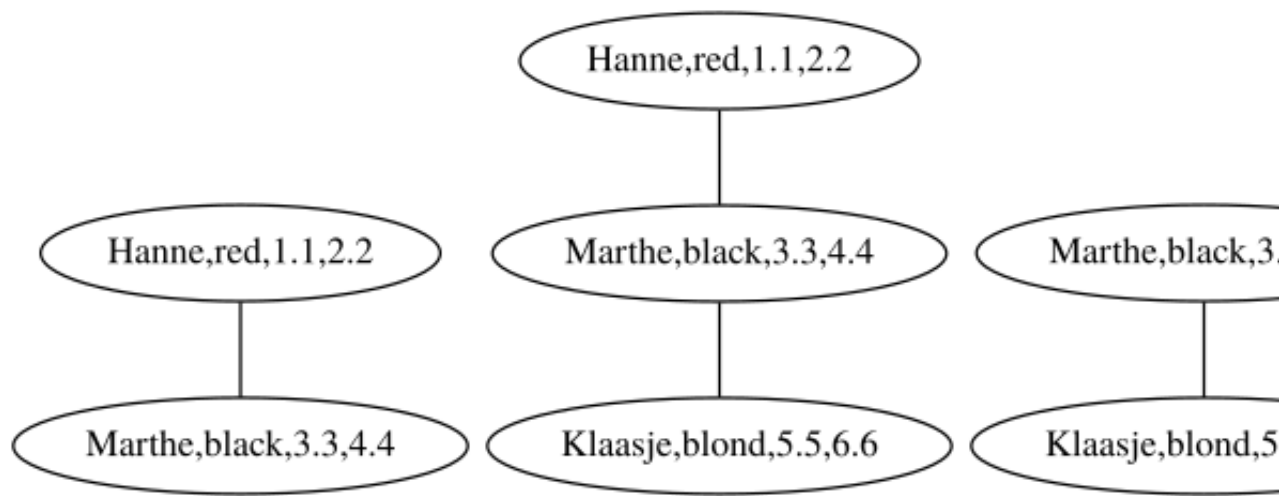 Hanne,red,1.1,2.2
Hanne,red,1.1,2.2
Marthe,black,3.3,4.4
Marthe,black,3.
Marthe,black,3.3,4.4
Klaasje,blond,5.5,6.6
Klaasje,blond,5